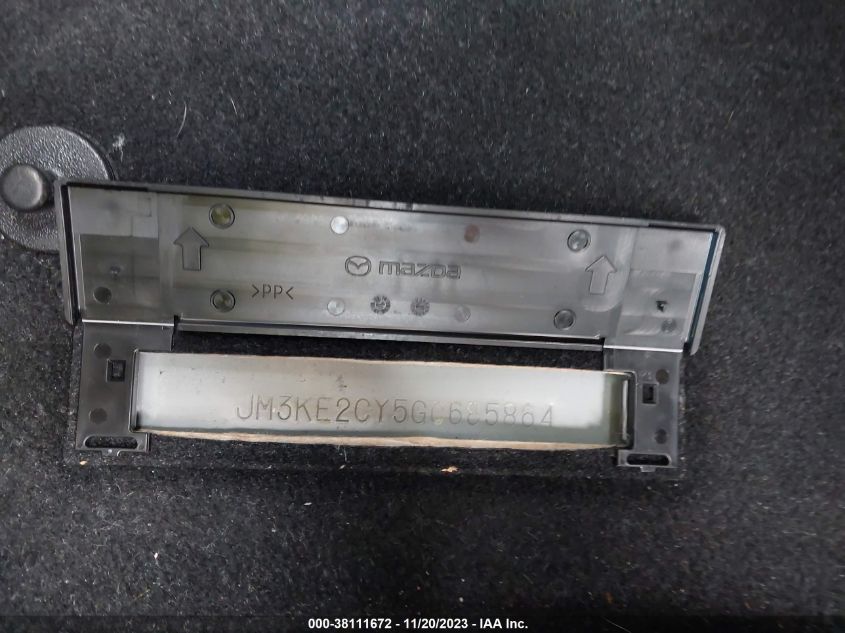 mazda
>PP<
JM3KE2CY5G0685864
000-38111672 - 11/20/2023 - IAA Inc.